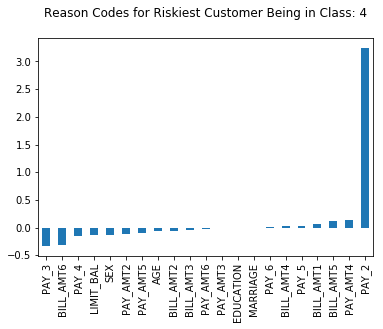 Reason Codes for Riskiest Customer Being in Class: 4
3.0
2.5
2.0
1.5
1.0
0.5
0.0
−0.5
PAY_3
BILL_AMT6
PAY_4
LIMIT_BAL
SEX
PAY_AMT2
PAY_AMT5
AGE
BILL_AMT2
BILL_AMT3
PAY_AMT6
PAY_AMT3
EDUCATION
MARRIAGE
PAY_6
BILL_AMT4
PAY_5
BILL_AMT1
BILL_AMT5
PAY_AMT4
PAY_2